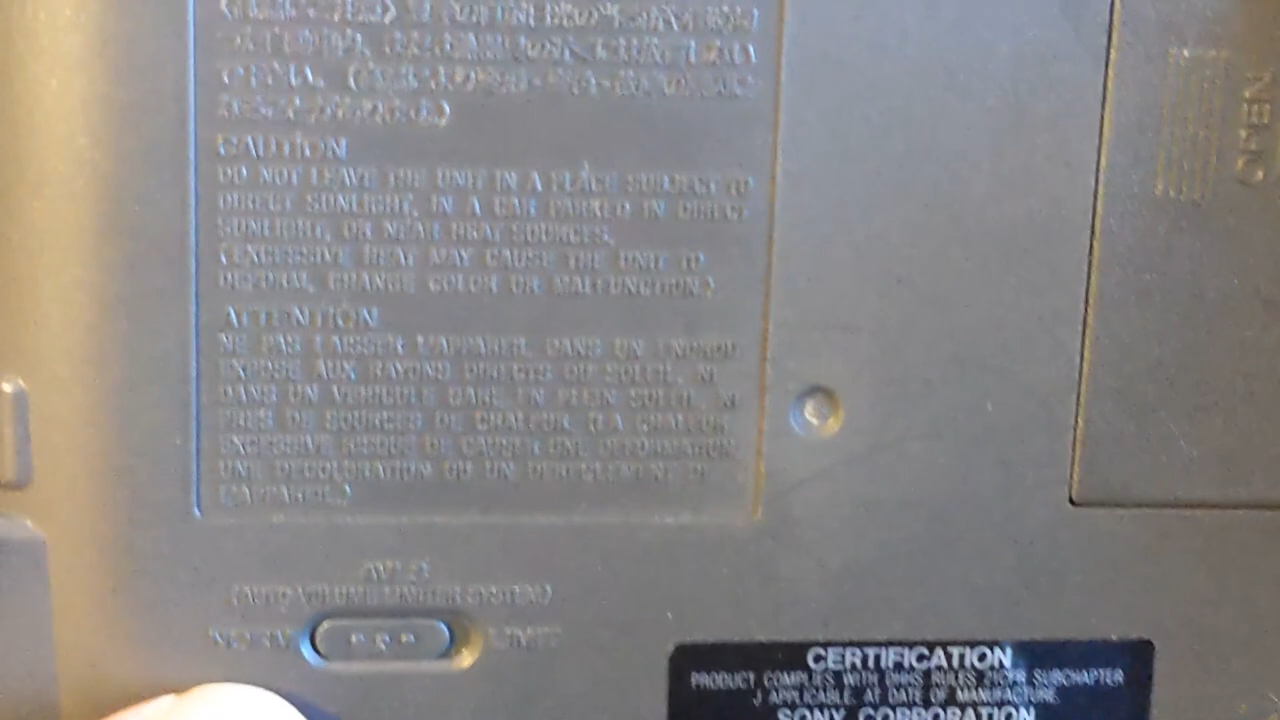 CAUTION
DO NOT LEAVE THE UNIT IN A PLACE SUBJECT TO
DIRECT SUNLIGHT, IN A CAR PARKED IN DIRECT
SUNLIGHT, OR NEAR HEAT SOURCES.
(EXCESSIVE HEAT MAY CAUSE THE UNIT TO
DEFORM, CHANGE COLOR OR MALFUNCTION.)
ATTENTION
NE PAS LAISSER L'APPAREIL DANS UN ENDROIT
EXPOSE AUX RAYONS DIRECTS DU SOLEIL, NI
DANS UN VEHICULE GARE EN PLEIN SOLEIL, NI
PRES DE SOURCES DE CHALEUR. (LA CHALEUR
EXCESSIVE RISQUE DE CAUSER UNE DEFORMATION,
UNE DECOLORATION OU UN DEREGLEMENT DE
L'APPAREIL.)
AVLS
(AUTO VOLUME LIMITER SYSTEM)
NORM LIMIT
OPEN
CERTIFICATION
PRODUCT COMPLIES WITH DHHS RULES 21CFR SUBCHAPTER
J APPLICABLE AT DATE OF MANUFACTURE.
SONY CORPORATION